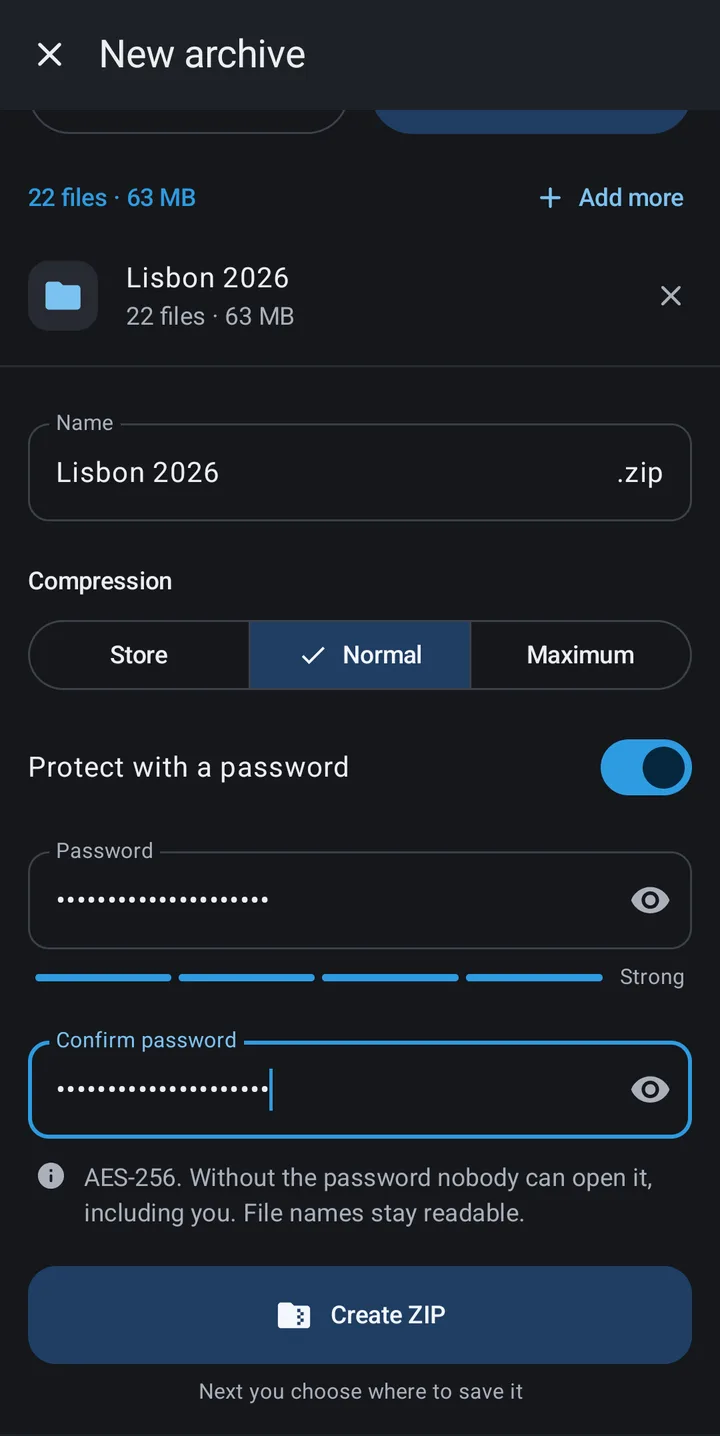 New archive
22 files · 63 MB
Add more
Lisbon 2026
22 files · 63 MB
Name
Lisbon 2026
.zip
Compression
Store
Normal
Maximum
Protect with a password
Password
•••••••••••••••••••••
Strong
Confirm password
•••••••••••••••••••••
AES-256. Without the password nobody can open it,
including you. File names stay readable.
Create ZIP
Next you choose where to save it